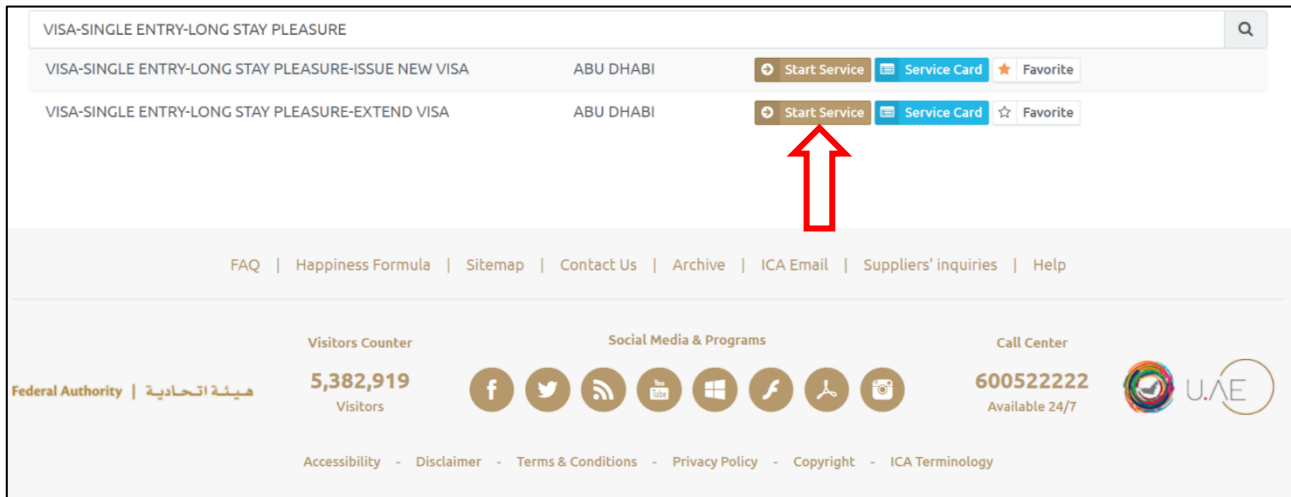 VISA-SINGLE ENTRY-LONG STAY PLEASURE
VISA-SINGLE ENTRY-LONG STAY PLEASURE-ISSUE NEW VISA ABU DHABI Start Service Service Card Favorite
VISA-SINGLE ENTRY-LONG STAY PLEASURE-EXTEND VISA ABU DHABI Start Service Service Card Favorite
FAQ | Happiness Formula | Sitemap | Contact Us | Archive | ICA Email | Suppliers' inquiries | Help
Federal Authority | هيئة اتحادية
Visitors Counter
5,382,919
Visitors
Social Media & Programs
You Tube
Call Center
600522222
Available 24/7
U.AE
Accessibility - Disclaimer - Terms & Conditions - Privacy Policy - Copyright - ICA Terminology